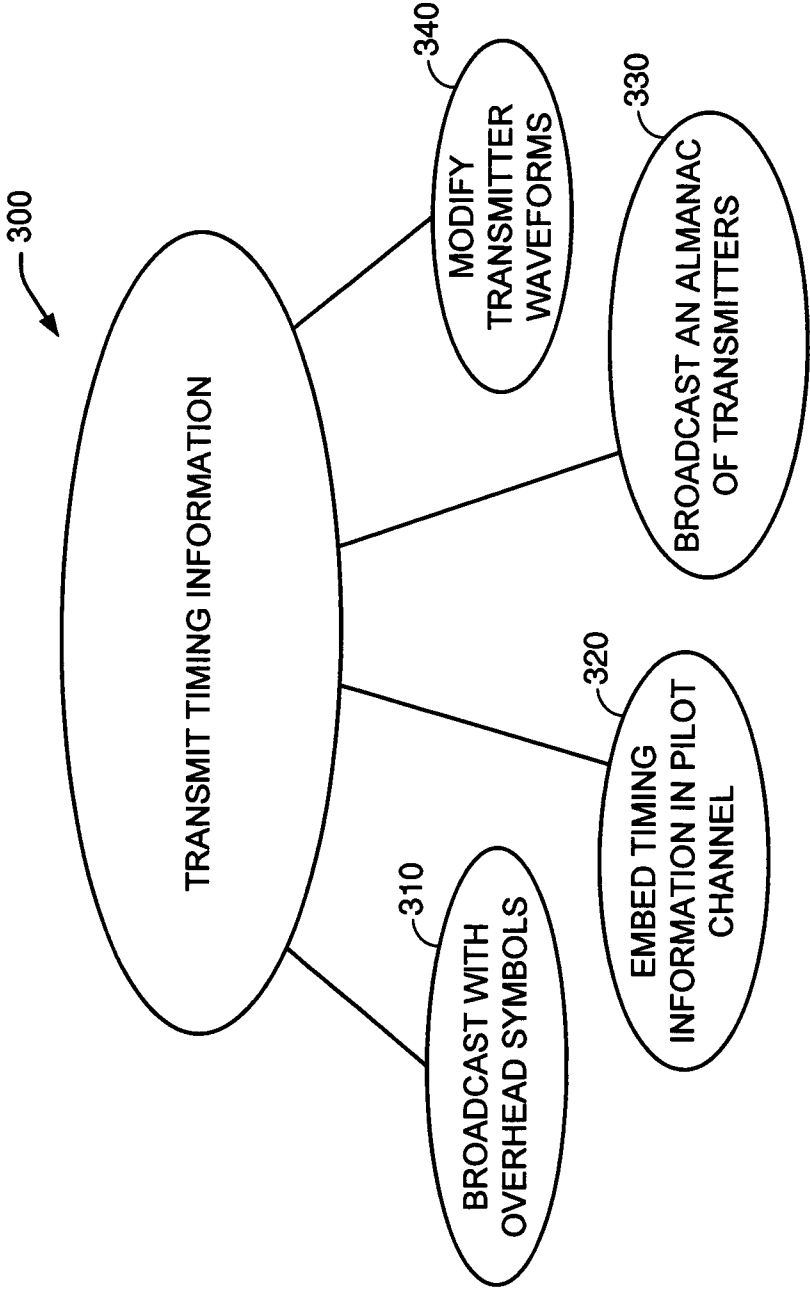 300
TRANSMIT TIMING INFORMATION
310
BROADCAST WITH
OVERHEAD SYMBOLS
320
EMBED TIMING
INFORMATION IN PILOT
CHANNEL
330
BROADCAST AN ALMANAC
OF TRANSMITTERS
340
MODIFY
TRANSMITTER
WAVEFORMS